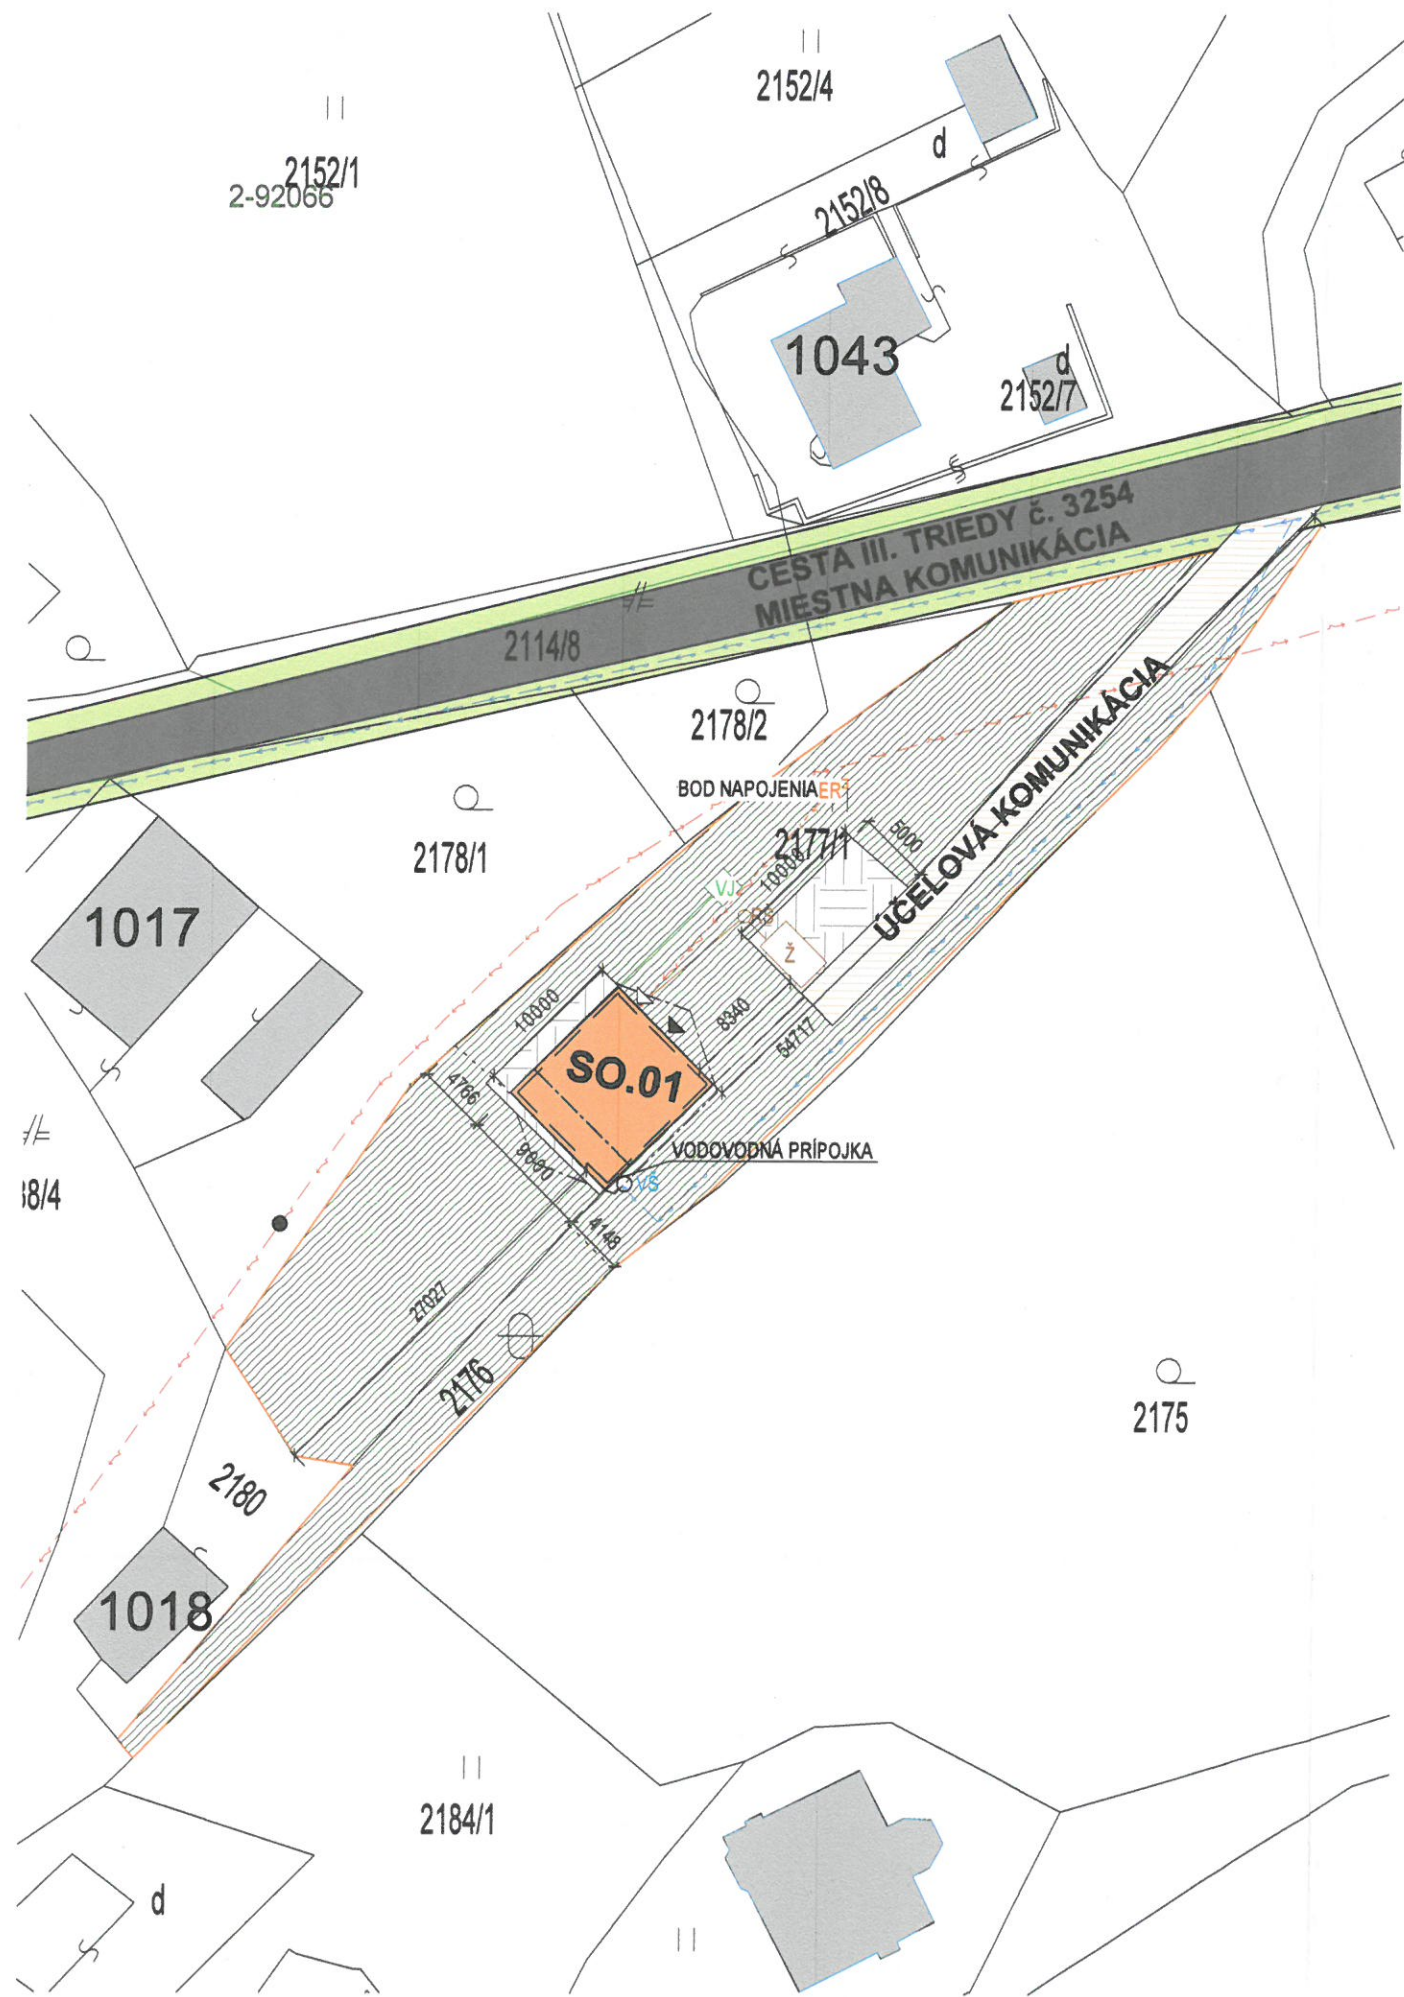 2152/4
2152/1
2-92066
d
2152/8
1043
d
2152/7
CESTA III. TRIEDY č. 3254
MIESTNA KOMUNIKÁCIA
2114/8
ÚČELOVÁ KOMUNIKÁCIA
2178/2
BOD NAPOJENIA
2178/1
2177/1
5000
10000
VJ
RŠ
Ž
1017
10000
8340
54717
SO.01
4766
9000
VODOVODNÁ PRÍPOJKA
VŠ
4148
27027
2176
2175
2180
1018
2184/1
d